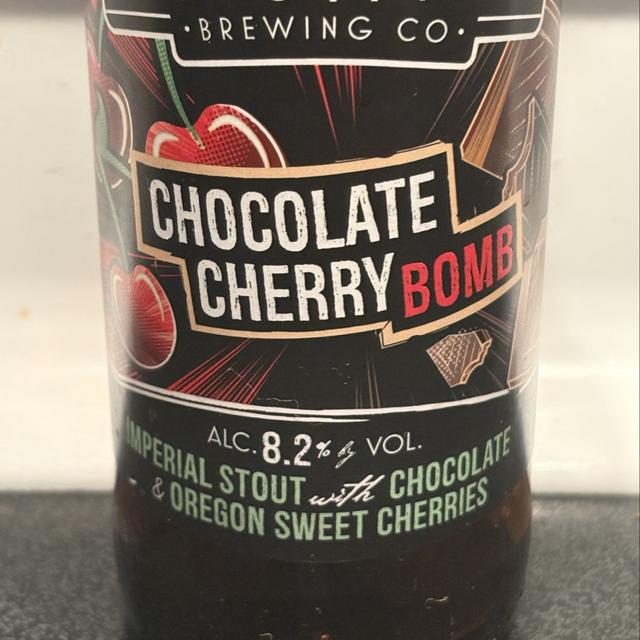 ·BREWING CO·
CHOCOLATE
CHERRY BOMB
ALC. 8.2% by VOL.
IMPERIAL STOUT with CHOCOLATE
& OREGON SWEET CHERRIES